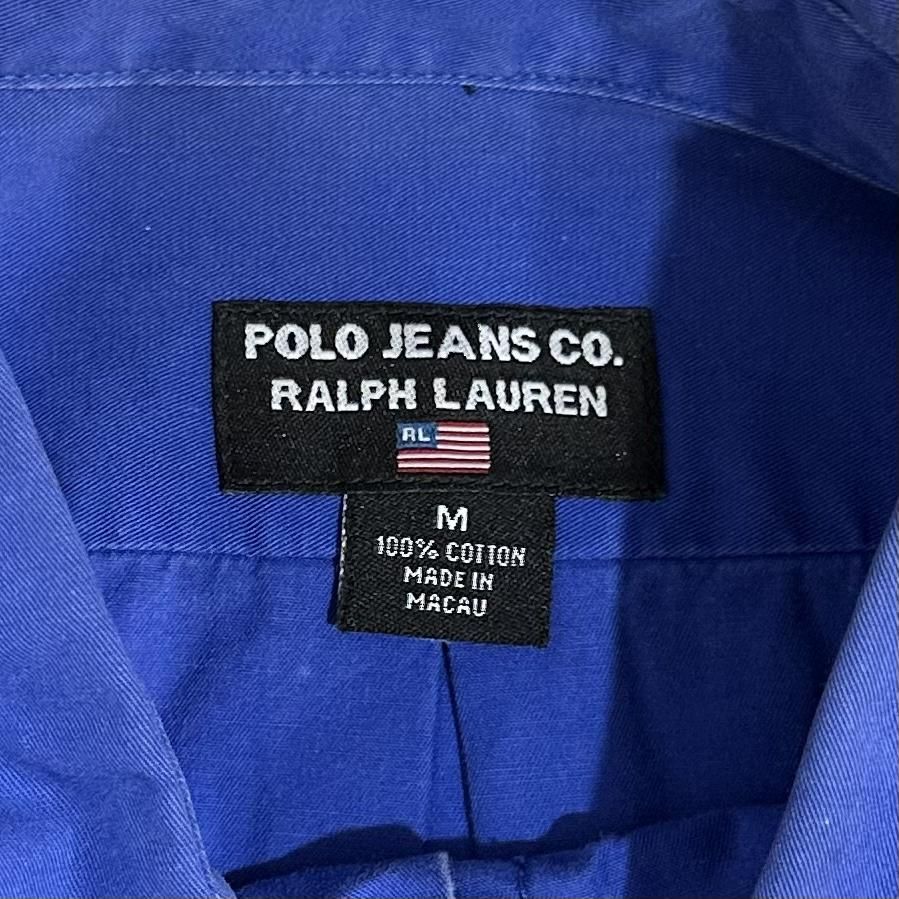 POLO JEANS CO.
RALPH LAUREN
RL
M
100% COTTON
MADE IN
MACAU